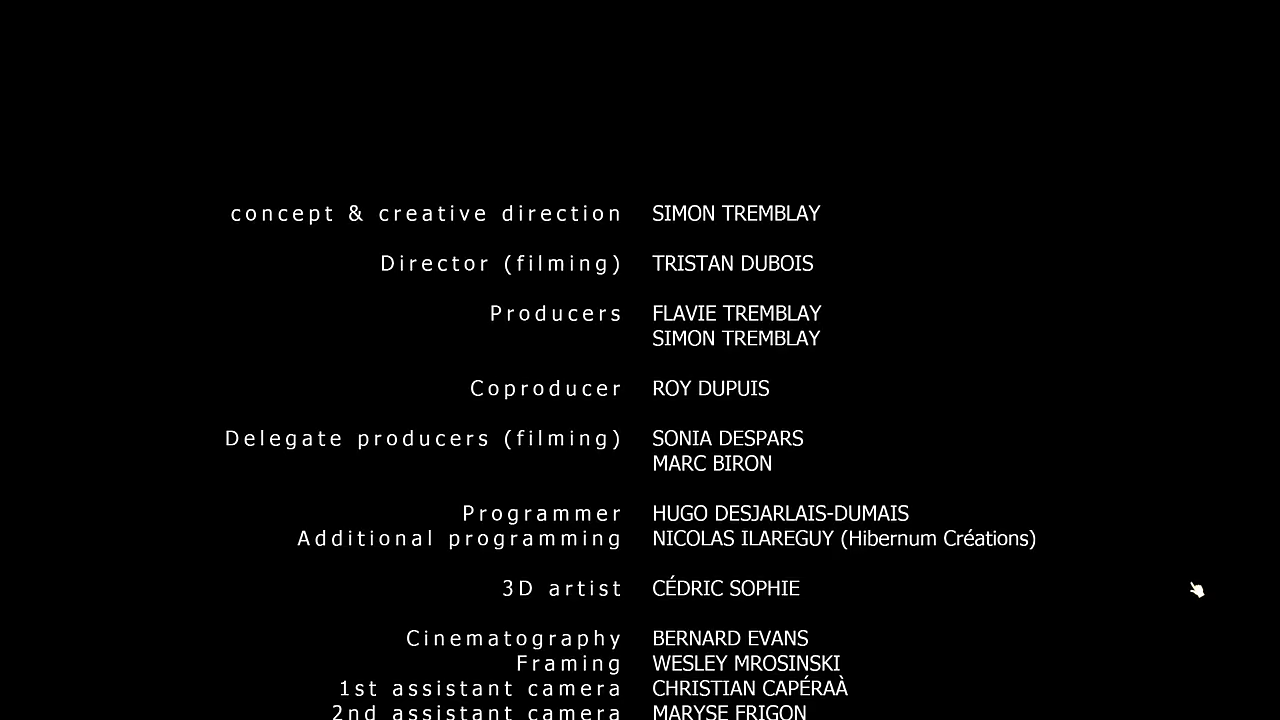 concept & creative direction SIMON TREMBLAY
Director (filming) TRISTAN DUBOIS
Producers FLAVIE TREMBLAY
SIMON TREMBLAY
Coproducer ROY DUPUIS
Delegate producers (filming) SONIA DESPARS
MARC BIRON
Programmer HUGO DESJARLAIS-DUMAIS
Additional programming NICOLAS ILAREGUY (Hibernum Créations)
3D artist CÉDRIC SOPHIE
Cinematography BERNARD EVANS
Framing WESLEY MROSINSKI
1st assistant camera CHRISTIAN CAPÉRAÀ
2nd assistant camera MARYSE FRIGON